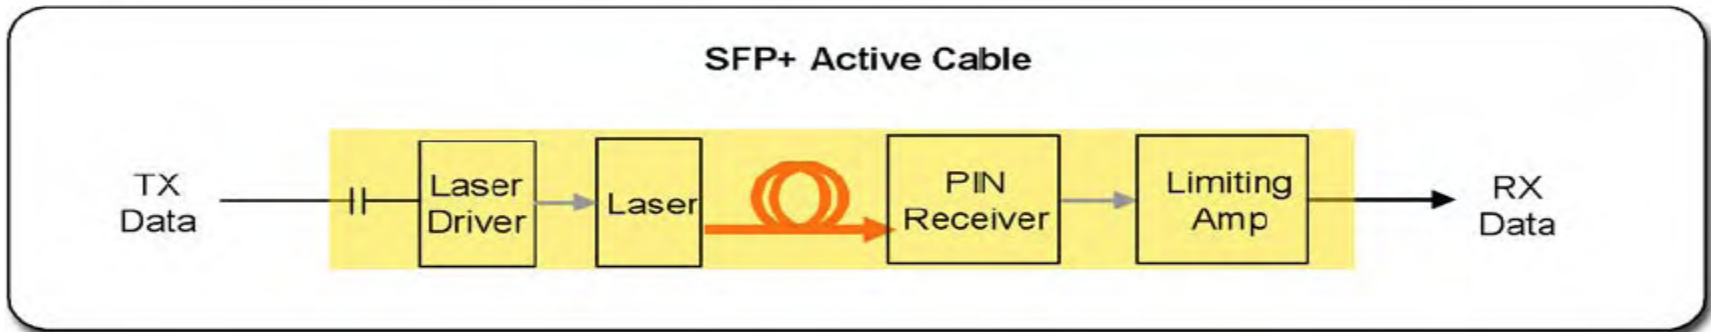 SFP+ Active Cable
TX
Data
Laser
Driver
Laser
PIN
Receiver
Limiting
Amp
RX
Data